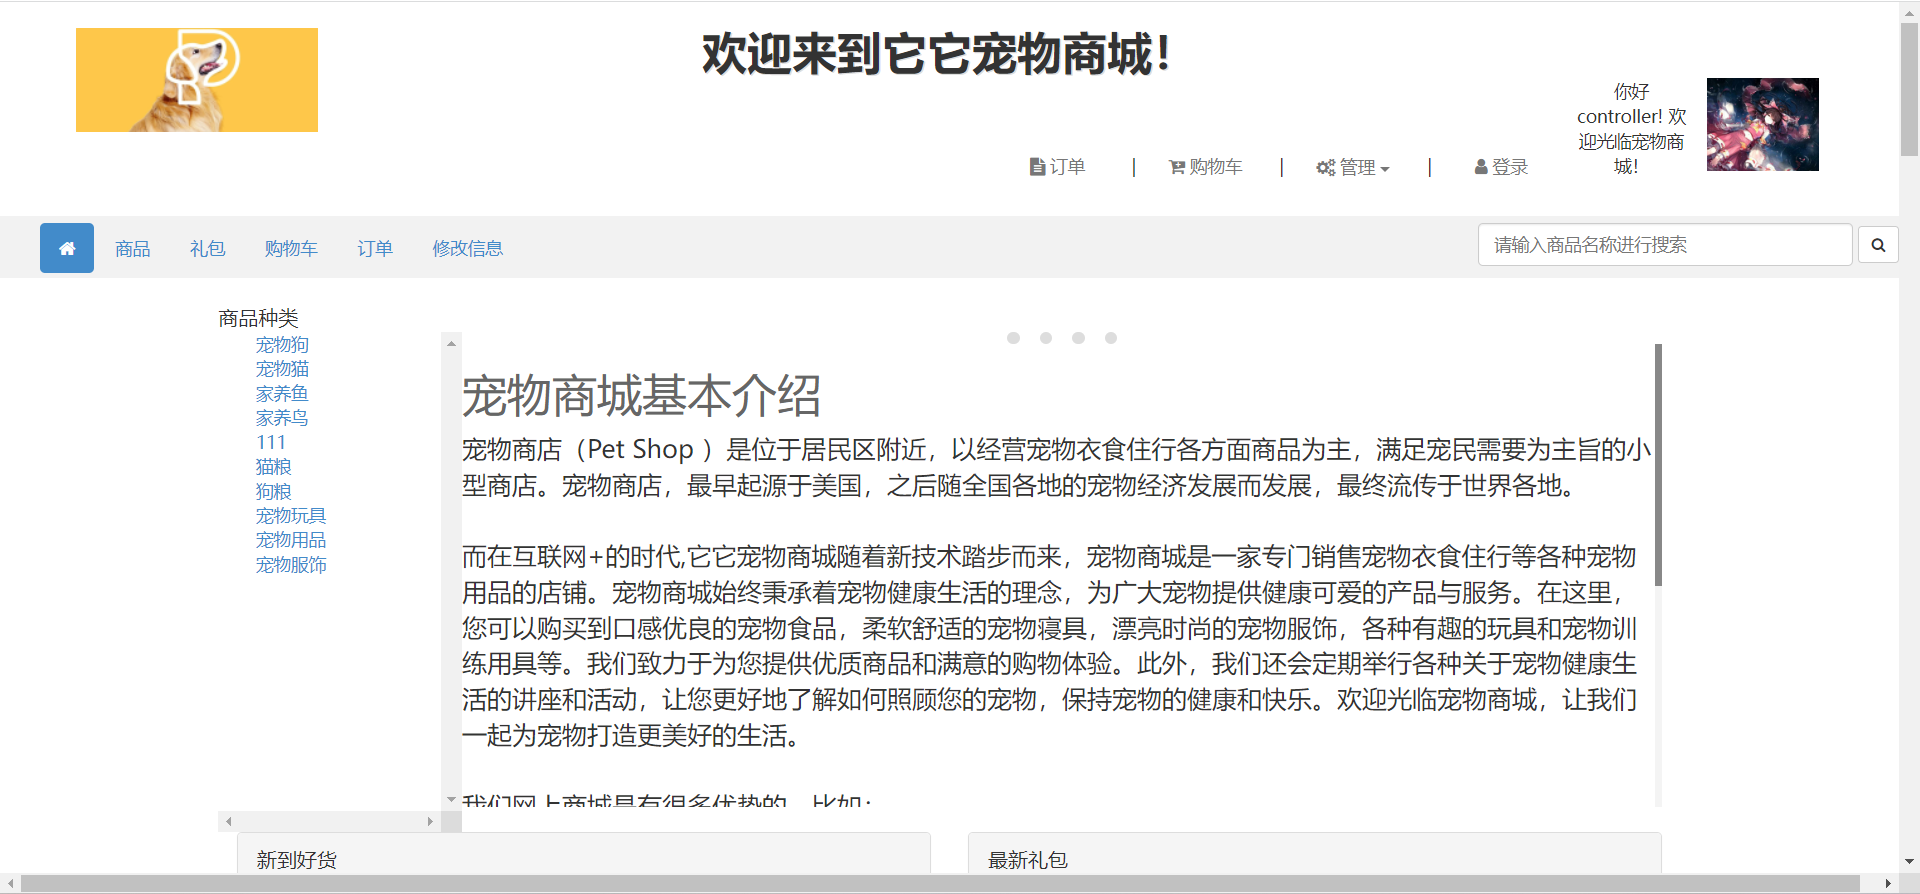 欢迎来到它它宠物商城！
你好
controller! 欢
迎光临宠物商
城！
订单 | 购物车 | 管理 | 登录
商品 礼包 购物车 订单 修改信息
请输入商品名称进行搜索
商品种类
宠物狗
宠物猫
家养鱼
家养鸟
111
猫粮
狗粮
宠物玩具
宠物用品
宠物服饰
宠物商城基本介绍
宠物商店（Pet Shop ）是位于居民区附近，以经营宠物衣食住行各方面商品为主，满足宠民需要为主旨的小
型商店。宠物商店，最早起源于美国，之后随全国各地的宠物经济发展而发展，最终流传于世界各地。
而在互联网+的时代,它它宠物商城随着新技术踏步而来，宠物商城是一家专门销售宠物衣食住行等各种宠物
用品的店铺。宠物商城始终秉承着宠物健康生活的理念，为广大宠物提供健康可爱的产品与服务。在这里，
您可以购买到口感优良的宠物食品，柔软舒适的宠物寝具，漂亮时尚的宠物服饰，各种有趣的玩具和宠物训
练用具等。我们致力于为您提供优质商品和满意的购物体验。此外，我们还会定期举行各种关于宠物健康生
活的讲座和活动，让您更好地了解如何照顾您的宠物，保持宠物的健康和快乐。欢迎光临宠物商城，让我们
一起为宠物打造更美好的生活。
我们网上商城是有很多优势的，比如：
新到好货
最新礼包